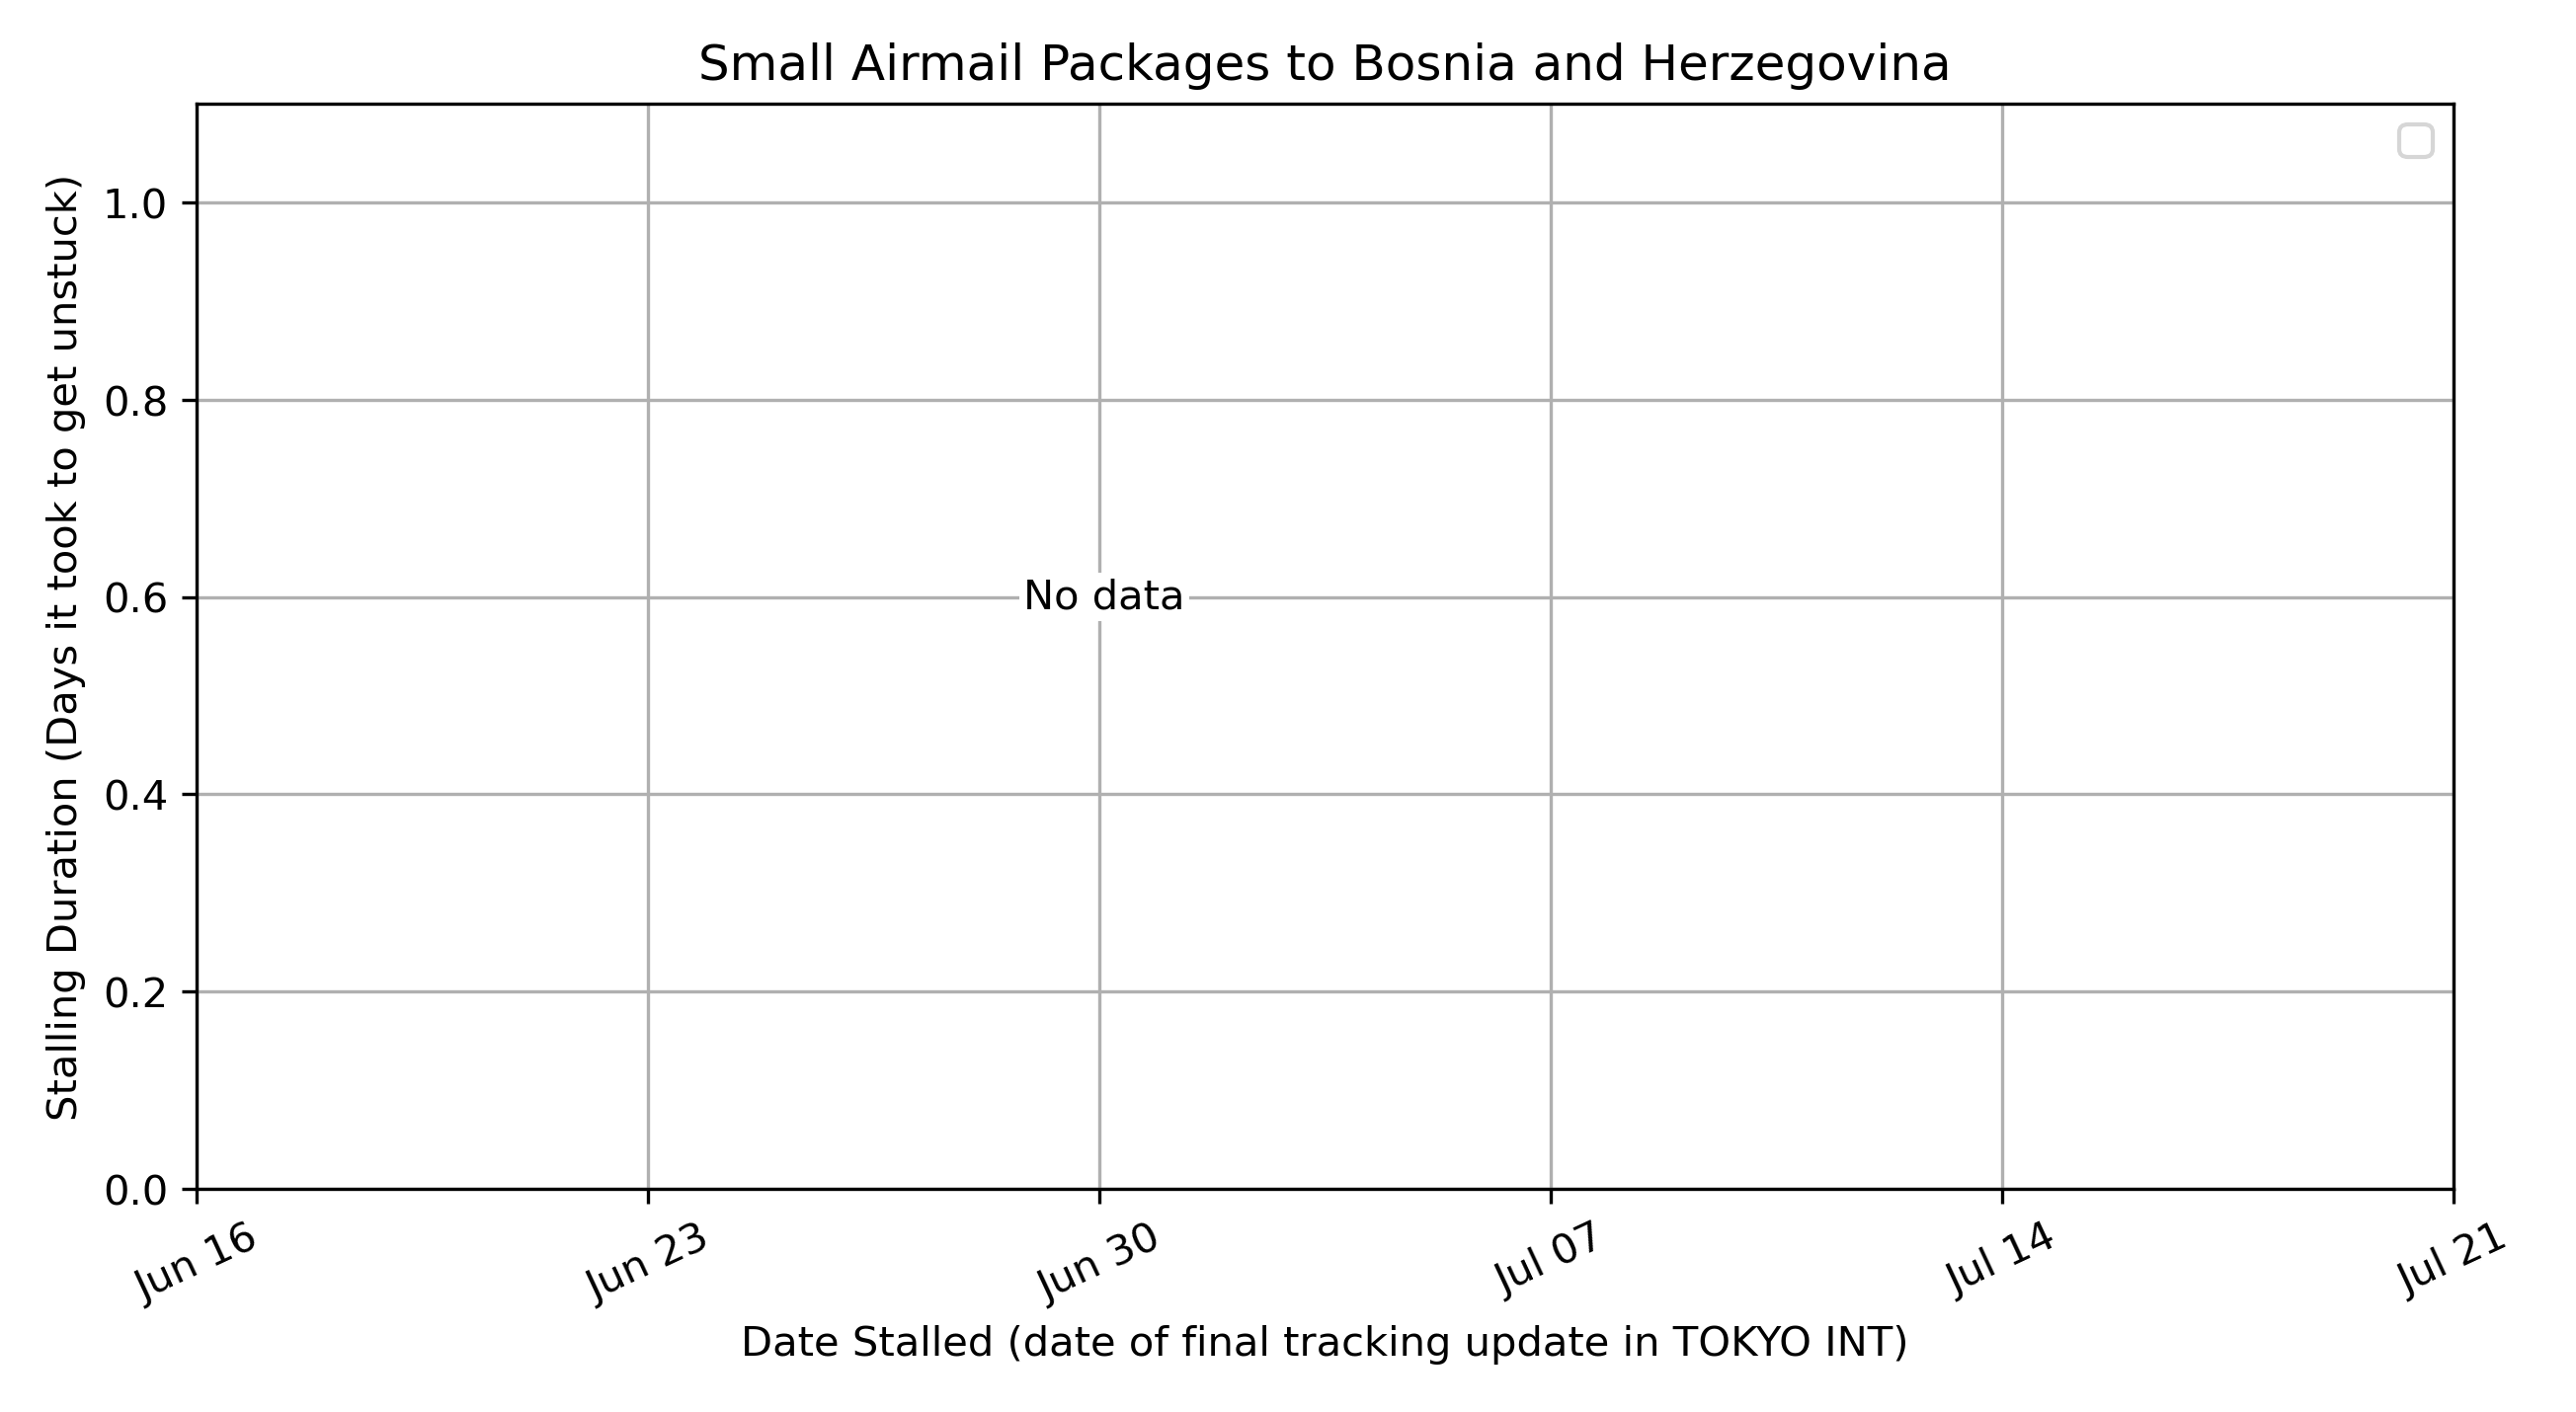 Small Airmail Packages to Bosnia and Herzegovina
Stalling Duration (Days it took to get unstuck)
1.0
0.8
0.6
0.4
0.2
0.0
No data
Jun 16
Jun 23
Jun 30
Jul 07
Jul 14
Jul 21
Date Stalled (date of final tracking update in TOKYO INT)